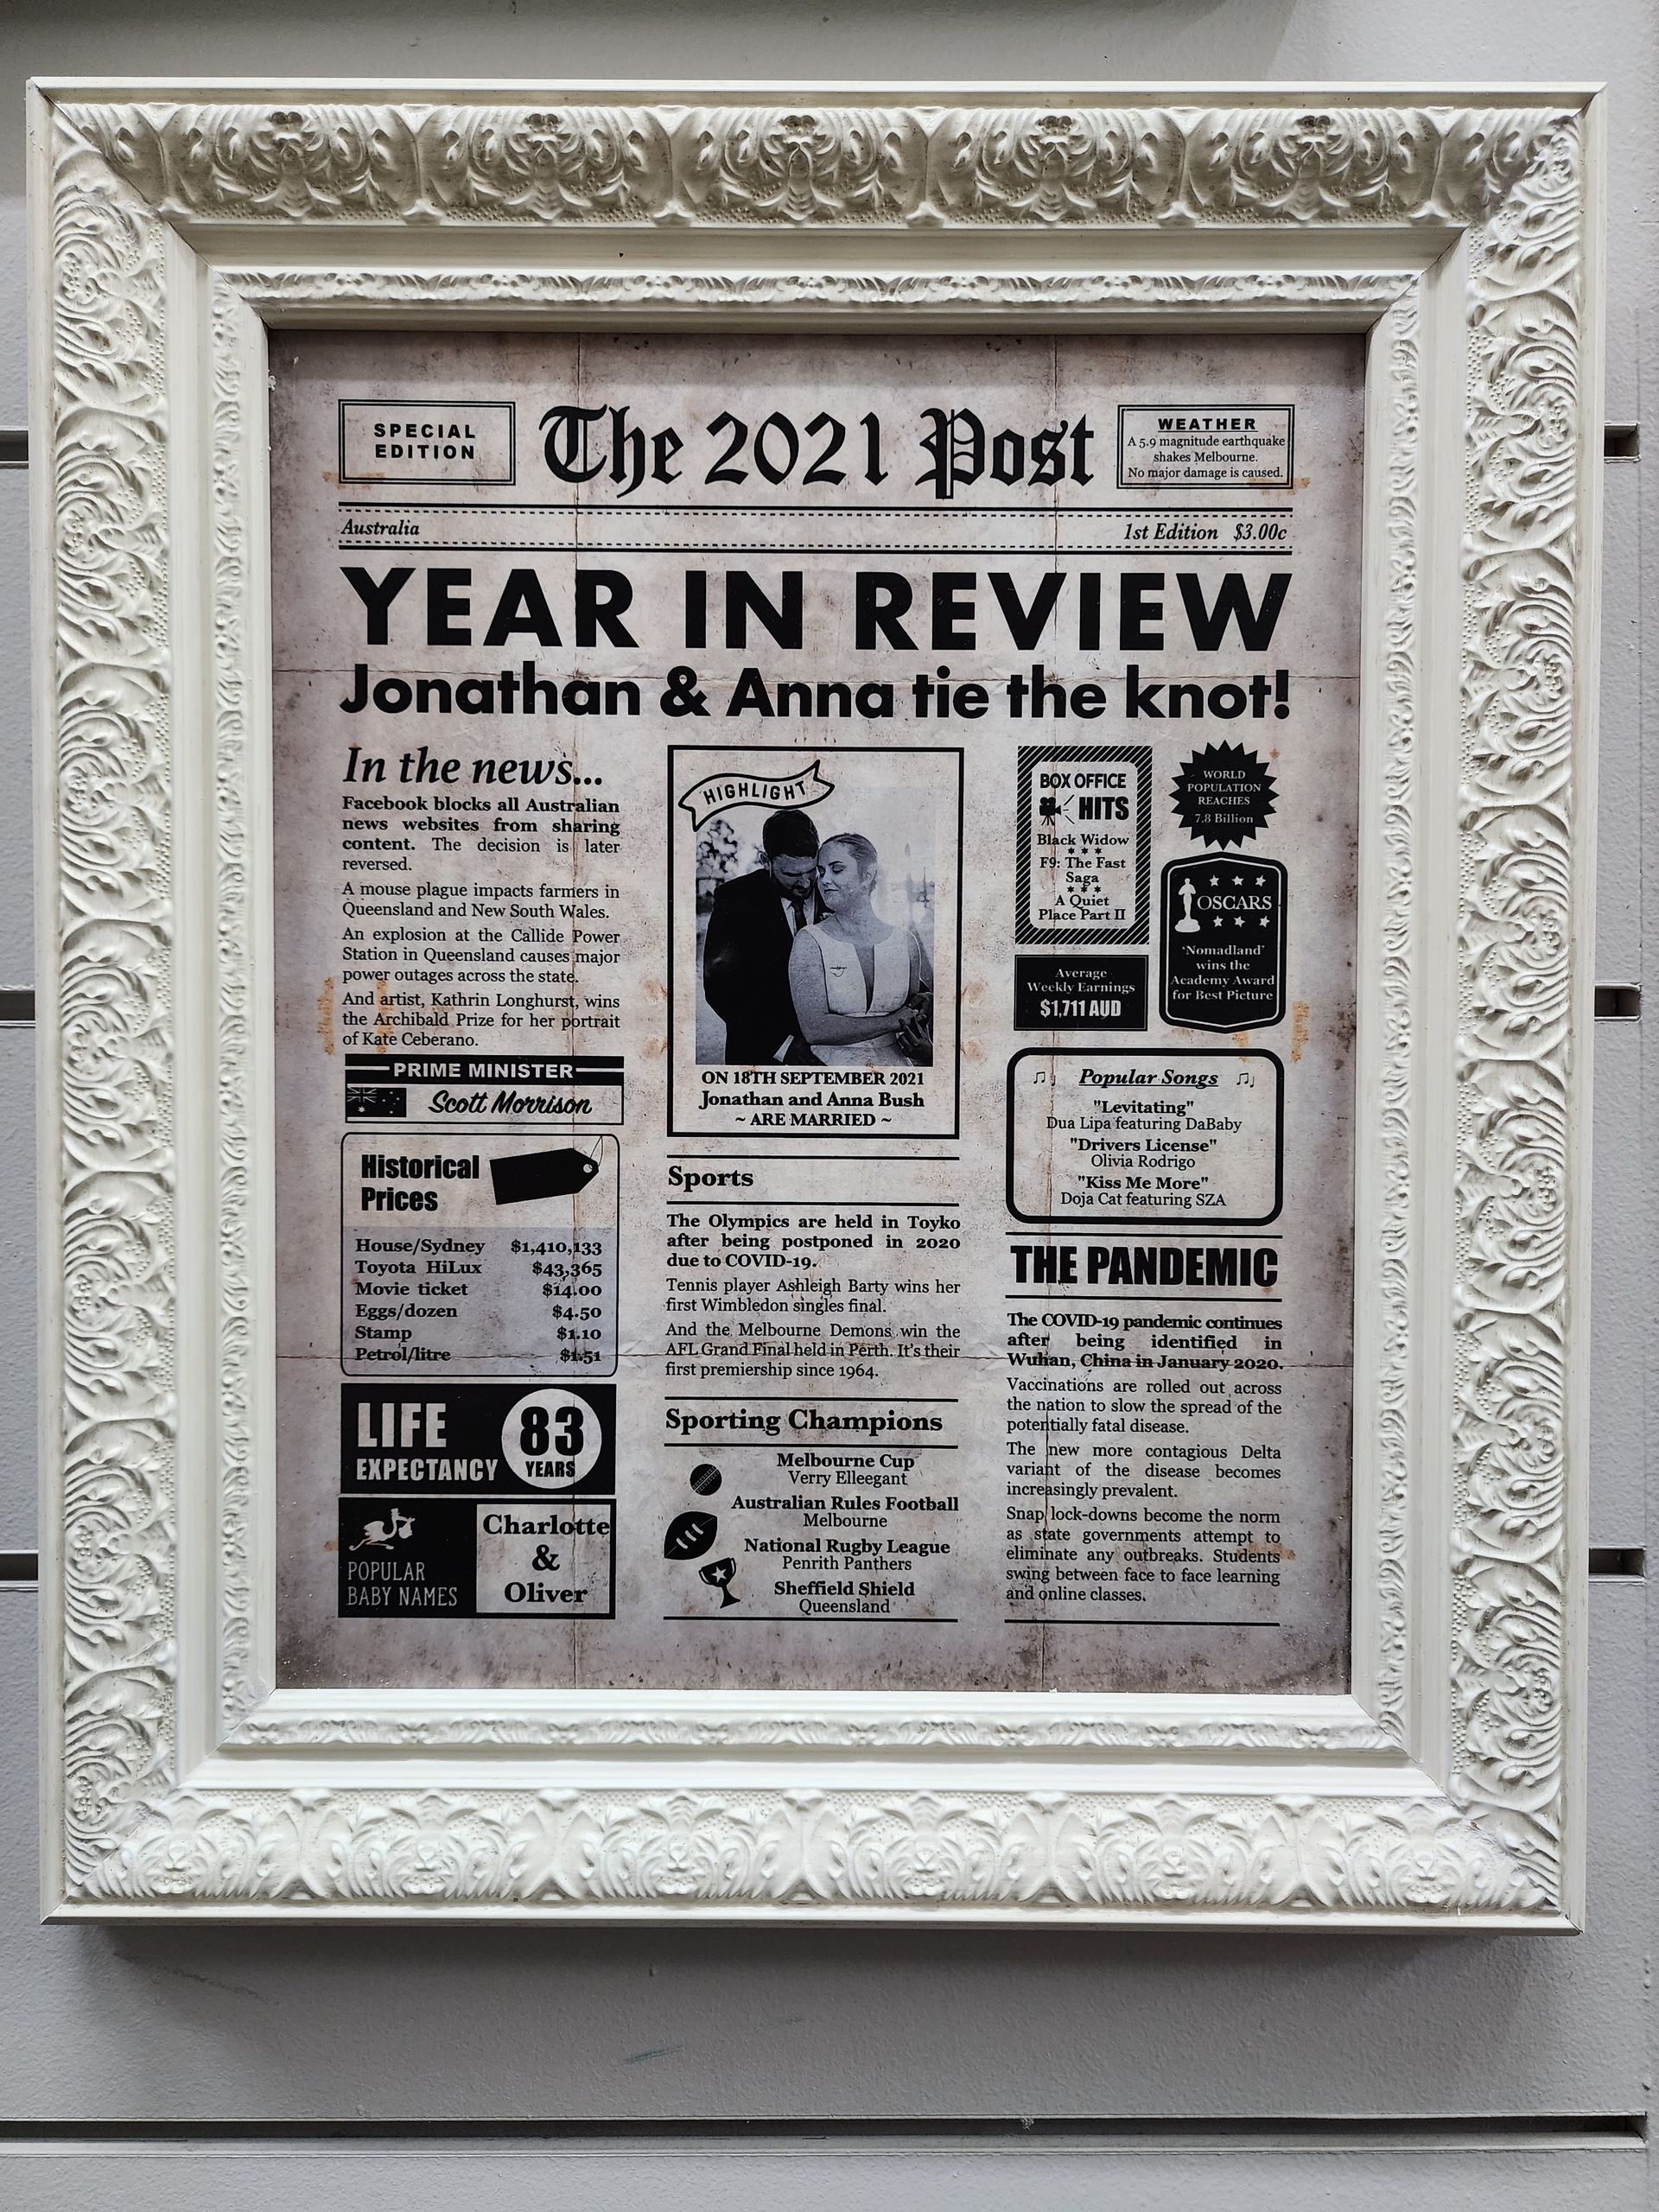 SPECIAL
EDITION
The 2021 Post
WEATHER
A 5.9 magnitude earthquake
shakes Melbourne.
No major damage is caused.
Australia
1st Edition $3.00c
YEAR IN REVIEW
Jonathan & Anna tie the knot!
In the news...
Facebook blocks all Australian
news websites from sharing
content. The decision is later
reversed.
A mouse plague impacts farmers in
Queensland and New South Wales.
An explosion at the Callide Power
Station in Queensland causes major
power outages across the state.
And artist, Kathrin Longhurst, wins
the Archibald Prize for her portrait
of Kate Ceberano.
PRIME MINISTER
Scott Morrison
Historical
Prices
House/Sydney $1,410,133
Toyota HiLux $43,365
Movie ticket $14.00
Eggs/dozen $4.50
Stamp $1.10
Petrol/litre $1.51
LIFE
EXPECTANCY
83
YEARS
POPULAR
BABY NAMES
Charlotte
&
Oliver
HIGHLIGHT
ON 18TH SEPTEMBER 2021
Jonathan and Anna Bush
~ ARE MARRIED ~
Sports
The Olympics are held in Toyko
after being postponed in 2020
due to COVID-19.
Tennis player Ashleigh Barty wins her
first Wimbledon singles final.
And the Melbourne Demons win the
AFL Grand Final held in Perth. It's their
first premiership since 1964.
Sporting Champions
Melbourne Cup
Verry Elleegant
Australian Rules Football
Melbourne
National Rugby League
Penrith Panthers
Sheffield Shield
Queensland
BOX OFFICE
HITS
Black Widow
* * *
F9: The Fast
Saga
* * *
A Quiet
Place Part II
WORLD
POPULATION
REACHES
7.8 Billion
Average
Weekly Earnings
$1,711 AUD
OSCARS
'Nomadland'
wins the
Academy Award
for Best Picture
Popular Songs
"Levitating"
Dua Lipa featuring DaBaby
"Drivers License"
Olivia Rodrigo
"Kiss Me More"
Doja Cat featuring SZA
THE PANDEMIC
The COVID-19 pandemic continues
after being identified in
Wuhan, China in January 2020.
Vaccinations are rolled out across
the nation to slow the spread of the
potentially fatal disease.
The new more contagious Delta
variant of the disease becomes
increasingly prevalent.
Snap lock-downs become the norm
as state governments attempt to
eliminate any outbreaks. Students
swing between face to face learning
and online classes.